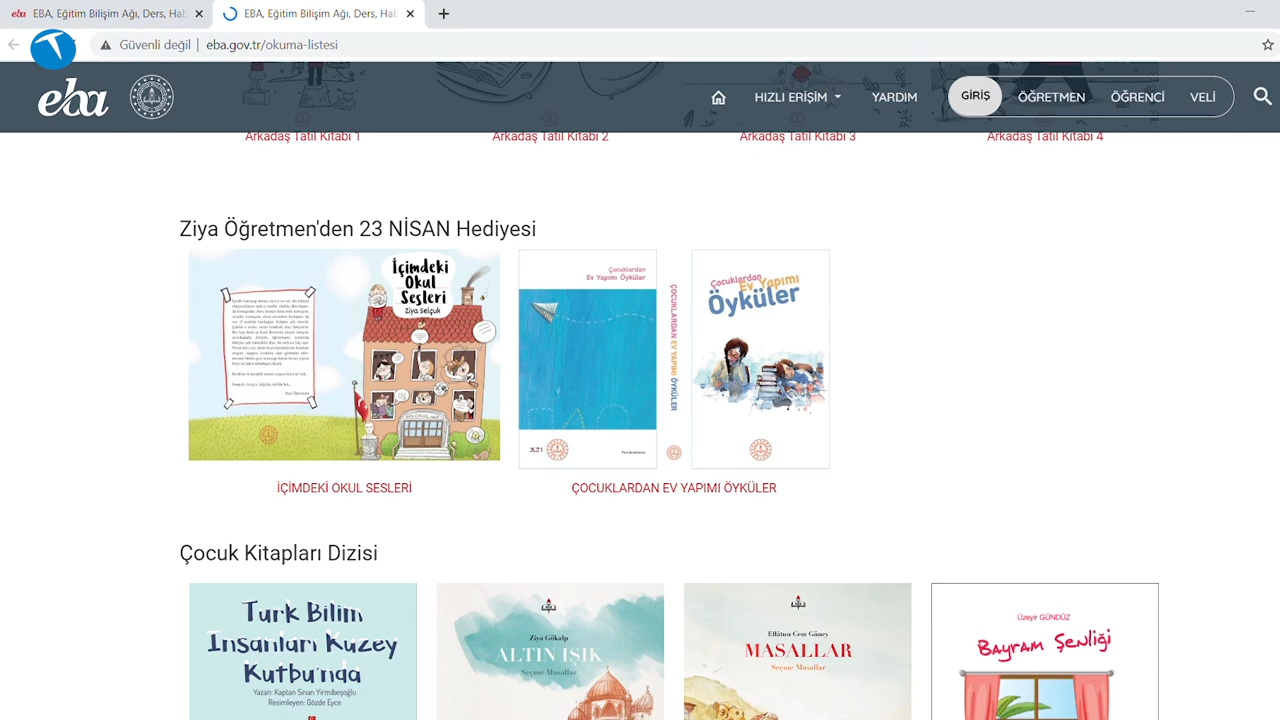 eba EBA, Eğitim Bilişim Ağı, Ders, Hab
EBA, Eğitim Bilişim Ağı, Ders, Hab
Güvenli değil | eba.gov.tr/okuma-listesi
eba
HIZLI ERİŞİM
YARDIM
GİRİŞ
ÖĞRETMEN
ÖĞRENCİ
VELİ
Arkadaş Tatil Kitabı 1
Arkadaş Tatil Kitabı 2
Arkadaş Tatil Kitabı 3
Arkadaş Tatil Kitabı 4
Ziya Öğretmen'den 23 NİSAN Hediyesi
İçimdeki
Okul
Sesleri
Ziya Selçuk
Çocuklardan
Ev Yapımı Öyküler
ÇOCUKLARDAN EV YAPIMI ÖYKÜLER
Çocuklardan
Ev Yapımı
Öyküler
İÇİMDEKİ OKUL SESLERİ
ÇOCUKLARDAN EV YAPIMI ÖYKÜLER
Çocuk Kitapları Dizisi
Türk Bilim
İnsanları Kuzey
Kutbu'nda
Yazan: Kaptan Sinan Yirmibeşoğlu
Resimleyen: Gözde Eyce
Ziya Gökalp
ALTIN IŞIK
Seçme Masallar
Eflâtun Cem Güney
MASALLAR
Seçme Masallar
Üzeyir GÜNDÜZ
Bayram Şenliği